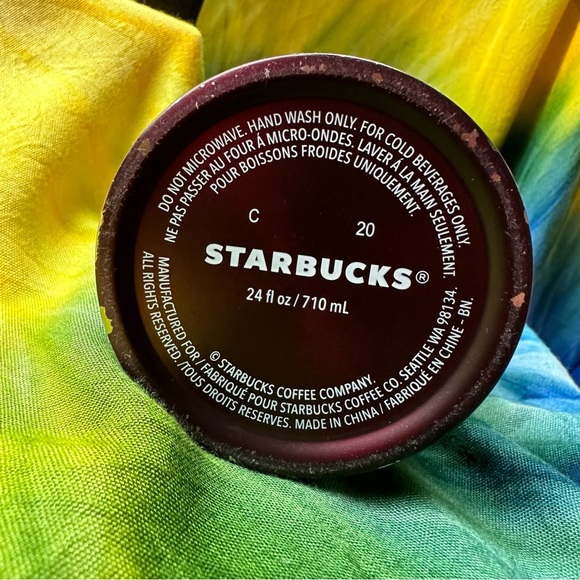 DO NOT MICROWAVE. HAND WASH ONLY. FOR COLD BEVERAGES ONLY.
NE PAS PASSER AU FOUR À MICRO-ONDES. LAVER À LA MAIN SEULEMENT.
POUR BOISSONS FROIDES UNIQUEMENT.
C 20
STARBUCKS®
24 fl oz / 710 mL
© STARBUCKS COFFEE COMPANY.
MANUFACTURED FOR / FABRIQUÉ POUR STARBUCKS COFFEE CO. SEATTLE WA 98134.
ALL RIGHTS RESERVED. /TOUS DROITS RESERVES. MADE IN CHINA / FABRIQUÉ EN CHINE - BN.